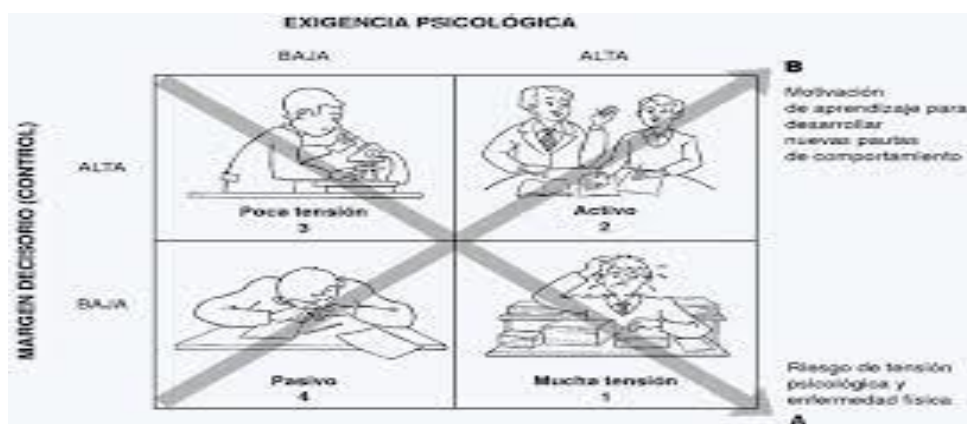 EXIGENCIA PSICOLÓGICA
BAJA
ALTA
MARGEN DECISORIO (CONTROL)
ALTA
BAJA
Poca tensión
3
Activo
2
Pasivo
4
Mucha tensión
1
B
Motivación
de aprendizaje para
desarrollar
nuevas pautas
de comportamiento
Riesgo de tensión
psicológica y
enfermedad física
A